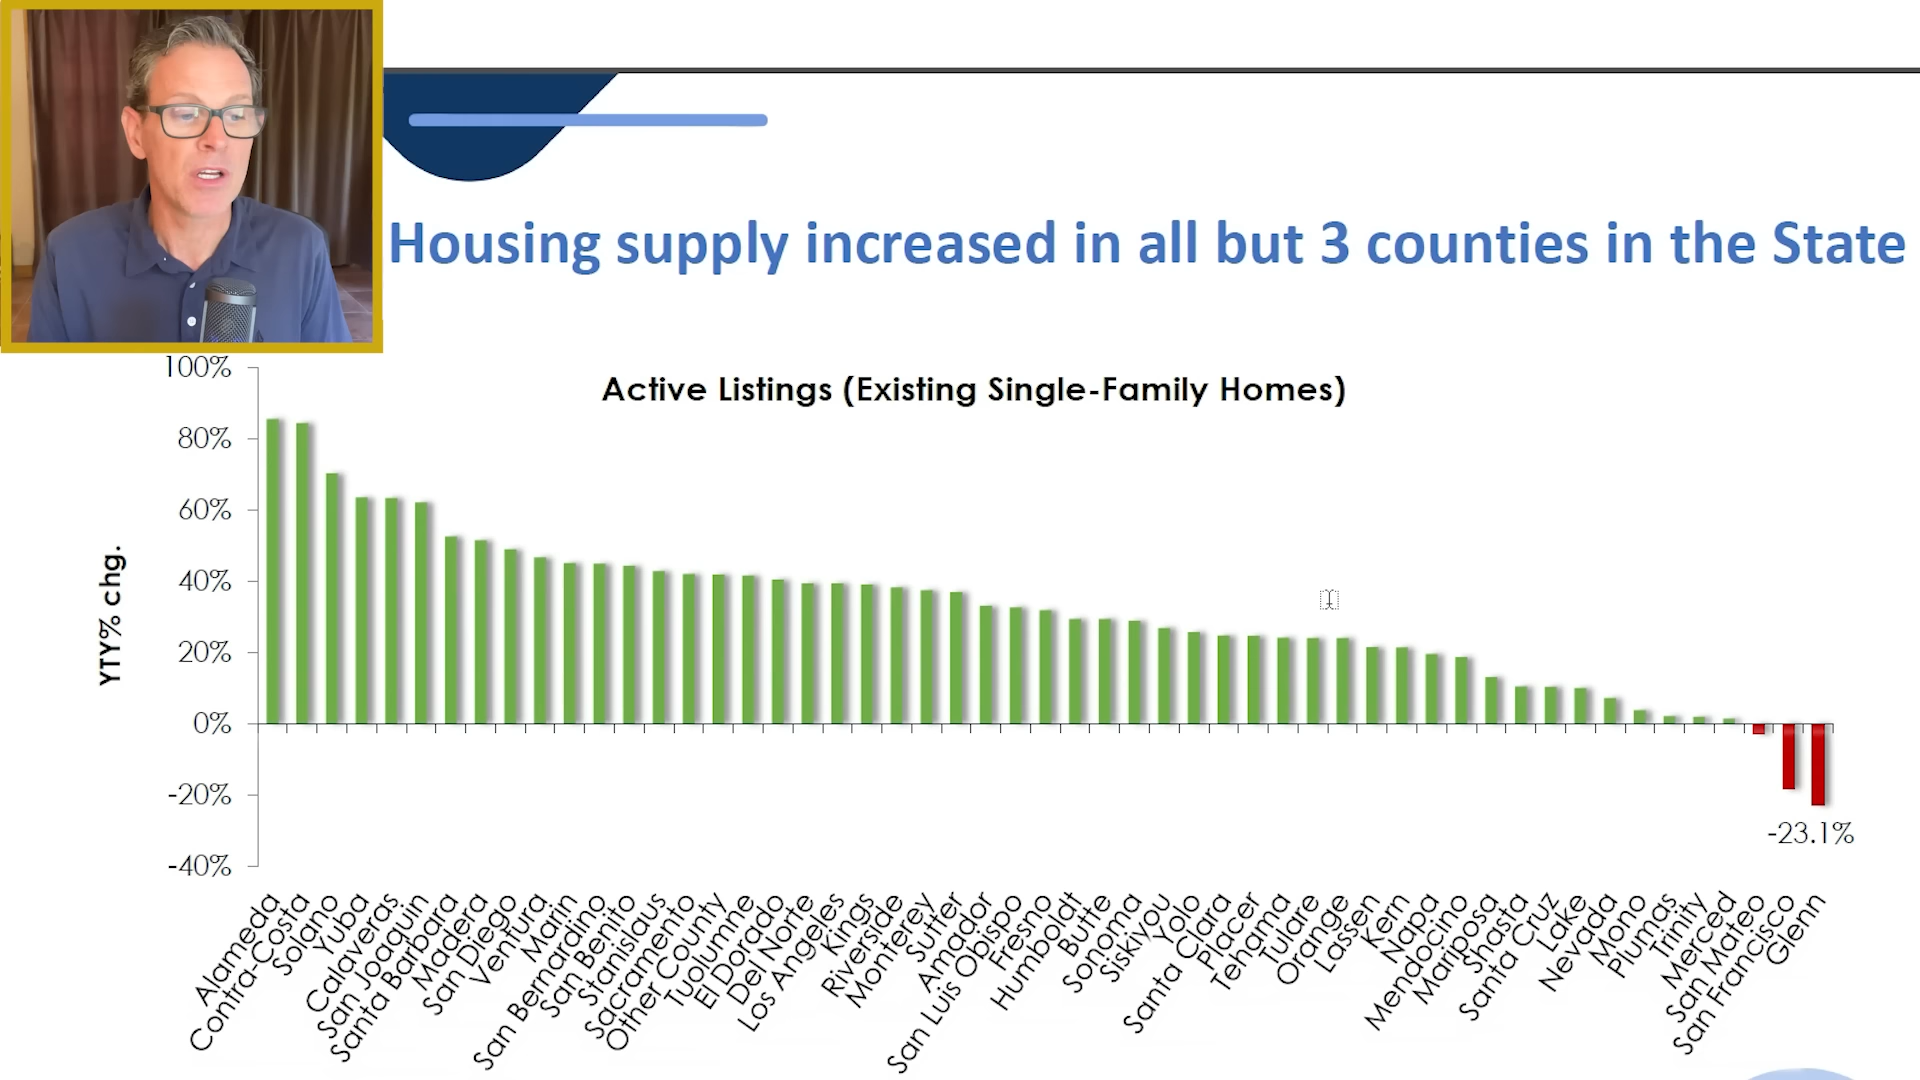 Housing supply increased in all but 3 counties in the State
Active Listings (Existing Single-Family Homes)
YTY% chg.
100%
80%
60%
40%
20%
0%
-20%
-40%
-23.1%
Alameda
Contra-Costa
Solano
Yuba
Calaveras
San Joaquin
Santa Barbara
Madera
San Diego
Ventura
Marin
San Bernardino
San Benito
Stanislaus
Sacramento
Other County
Tuolumne
El Dorado
Del Norte
Los Angeles
Kings
Riverside
Monterey
Sutter
Amador
San Luis Obispo
Fresno
Humboldt
Butte
Sonoma
Siskiyou
Yolo
Santa Clara
Placer
Tehama
Tulare
Orange
Lassen
Kern
Napa
Mendocino
Mariposa
Shasta
Santa Cruz
Lake
Nevada
Mono
Plumas
Trinity
Merced
San Mateo
San Francisco
Glenn